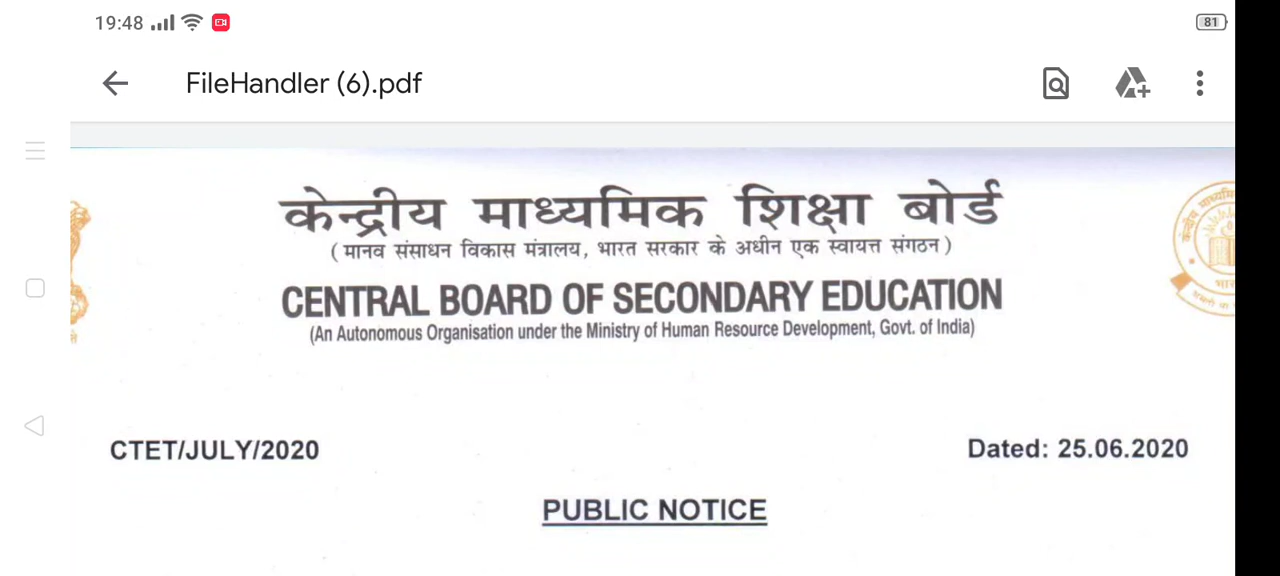 19:48
81
FileHandler (6).pdf
केन्द्रीय माध्यमिक शिक्षा बोर्ड
(मानव संसाधन विकास मंत्रालय, भारत सरकार के अधीन एक स्वायत्त संगठन)
CENTRAL BOARD OF SECONDARY EDUCATION
(An Autonomous Organisation under the Ministry of Human Resource Development, Govt. of India)
CTET/JULY/2020
Dated: 25.06.2020
PUBLIC NOTICE